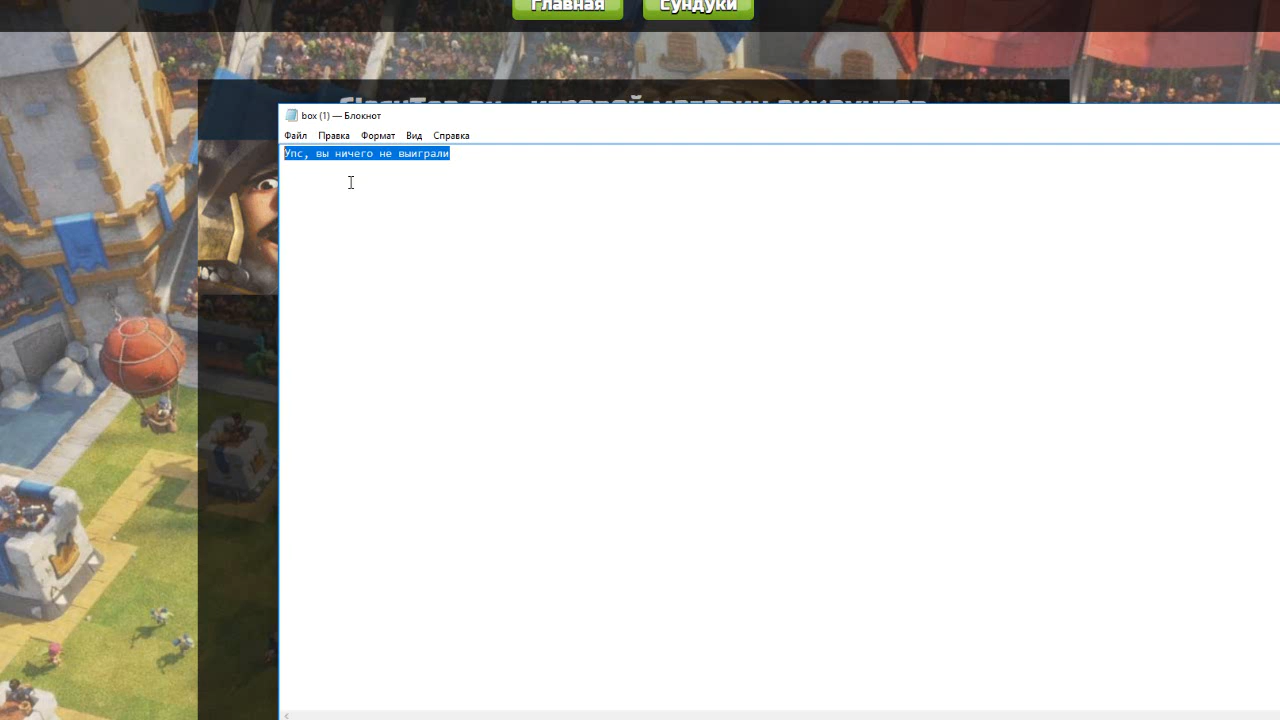 Главная Сундуки
box (1) — Блокнот
Файл Правка Формат Вид Справка
Упс, вы ничего не выиграли